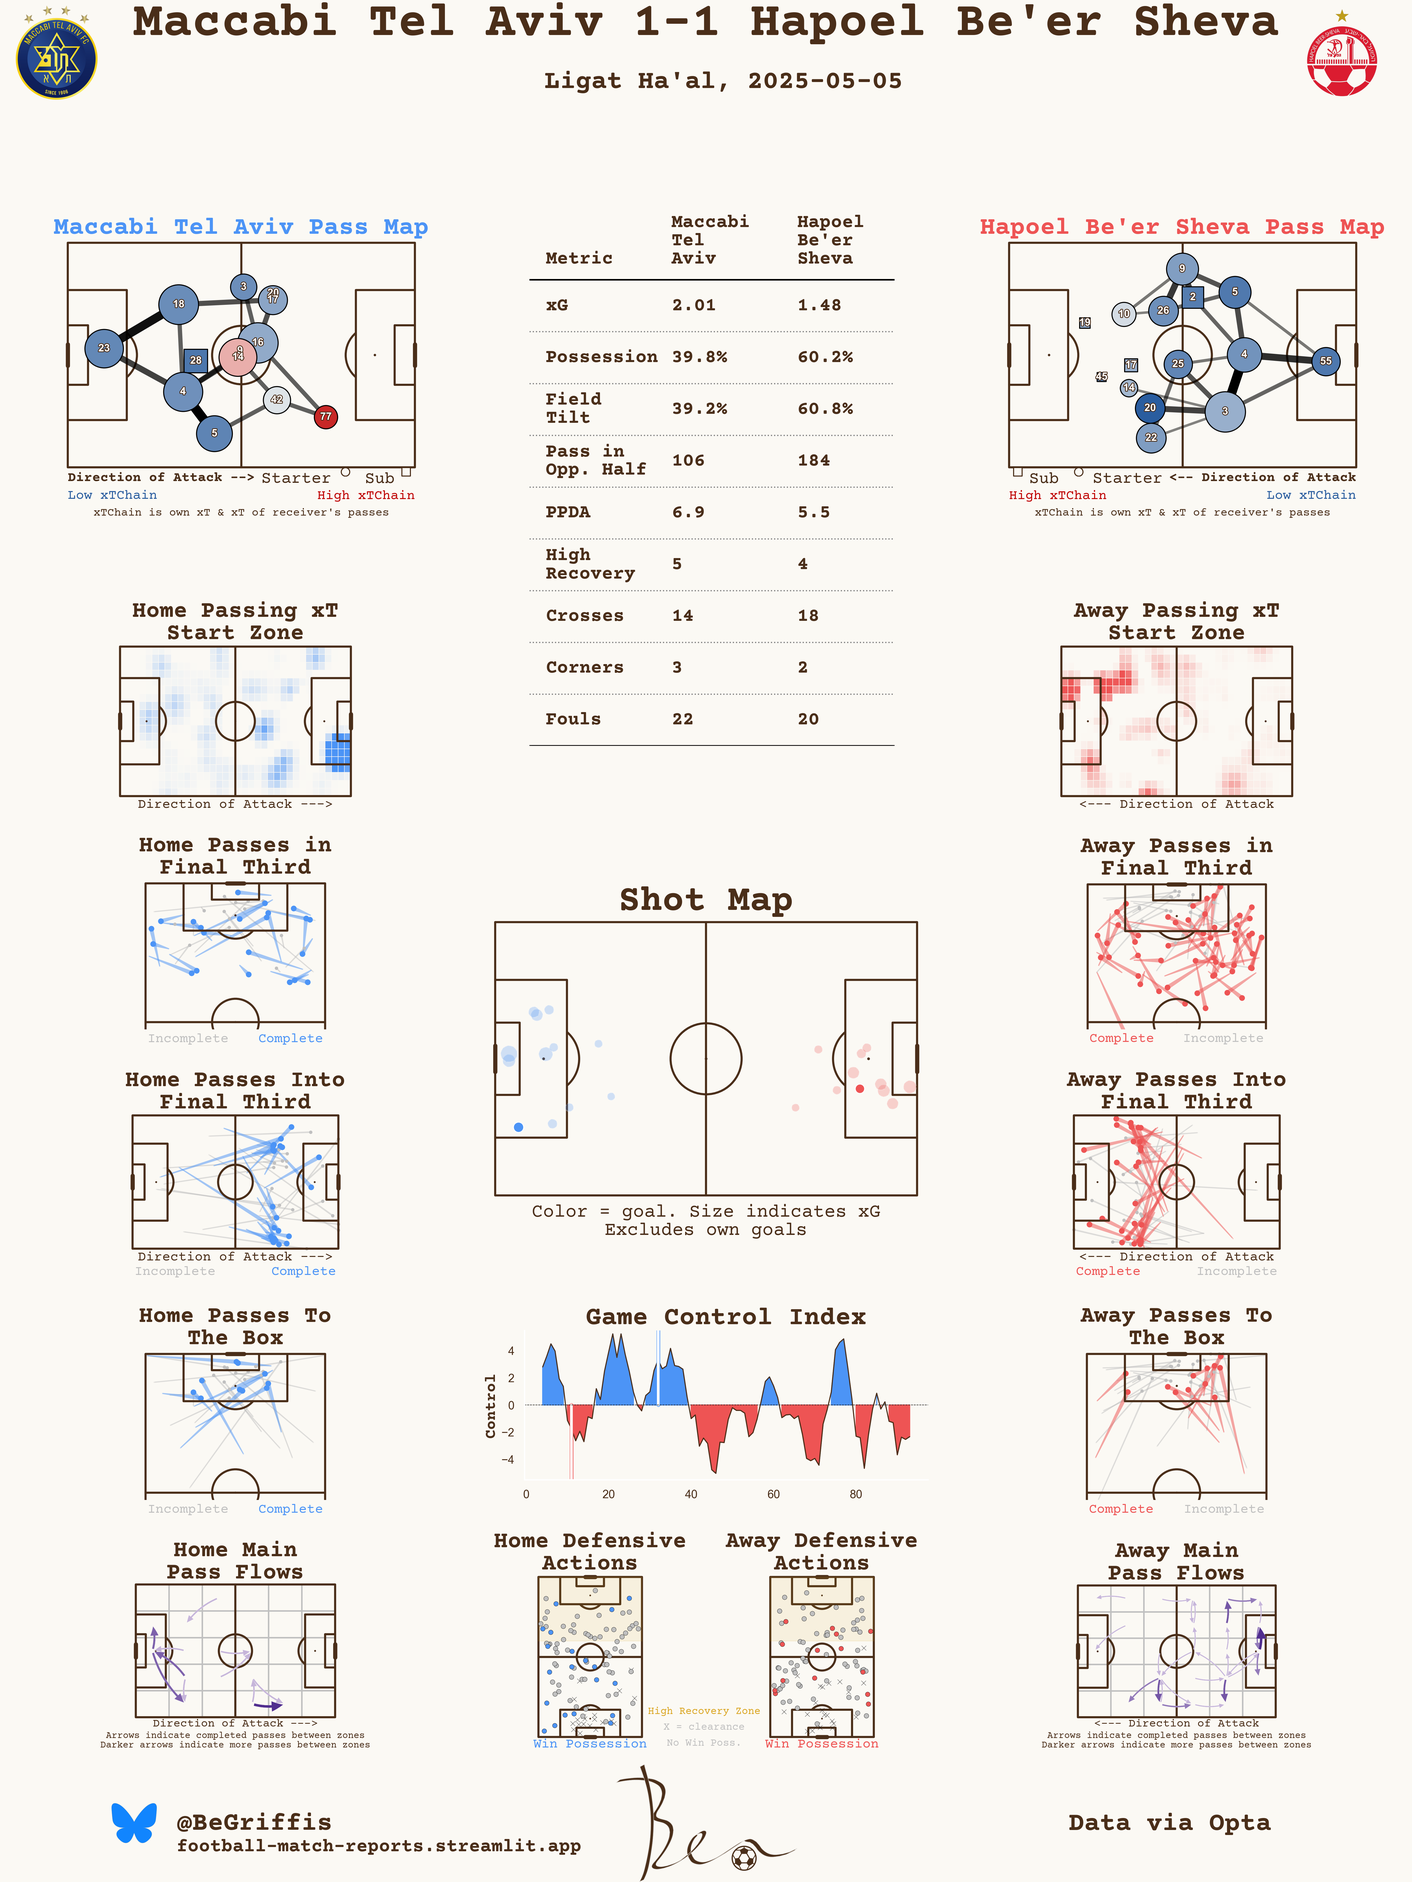 Maccabi Tel Aviv 1-1 Hapoel Be'er Sheva
Ligat Ha'al, 2025-05-05
MACCABI TEL AVIV FC
SINCE 1906
Maccabi Tel Aviv Pass Map
3
20
17
18
23
16
9
14
28
4
42
77
5
Direction of Attack --> Starter Sub
Low xTChain High xTChain
xTChain is own xT & xT of receiver's passes
Metric Maccabi Tel Aviv Hapoel Be'er Sheva
xG 2.01 1.48
Possession 39.8% 60.2%
Field Tilt 39.2% 60.8%
Pass in Opp. Half 106 184
PPDA 6.9 5.5
High Recovery 5 4
Crosses 14 18
Corners 3 2
Fouls 22 20
Hapoel Be'er Sheva Pass Map
9
2
5
10
26
19
17
25
4
55
45
14
20
3
22
Sub Starter <-- Direction of Attack
High xTChain Low xTChain
xTChain is own xT & xT of receiver's passes
Home Passing xT
Start Zone
Direction of Attack --->
Away Passing xT
Start Zone
<--- Direction of Attack
Home Passes in
Final Third
Incomplete Complete
Away Passes in
Final Third
Complete Incomplete
Shot Map
Color = goal. Size indicates xG
Excludes own goals
Home Passes Into
Final Third
Direction of Attack --->
Incomplete Complete
Away Passes Into
Final Third
<--- Direction of Attack
Complete Incomplete
Home Passes To
The Box
Incomplete Complete
Game Control Index
Control
4
2
0
−2
−4
0 20 40 60 80
Away Passes To
The Box
Complete Incomplete
Home Main
Pass Flows
Direction of Attack --->
Arrows indicate completed passes between zones
Darker arrows indicate more passes between zones
Home Defensive
Actions
Win Possession
High Recovery Zone
X = clearance
No Win Poss.
Away Defensive
Actions
Win Possession
Away Main
Pass Flows
<--- Direction of Attack
Arrows indicate completed passes between zones
Darker arrows indicate more passes between zones
@BeGriffis
football-match-reports.streamlit.app
Ben
Data via Opta